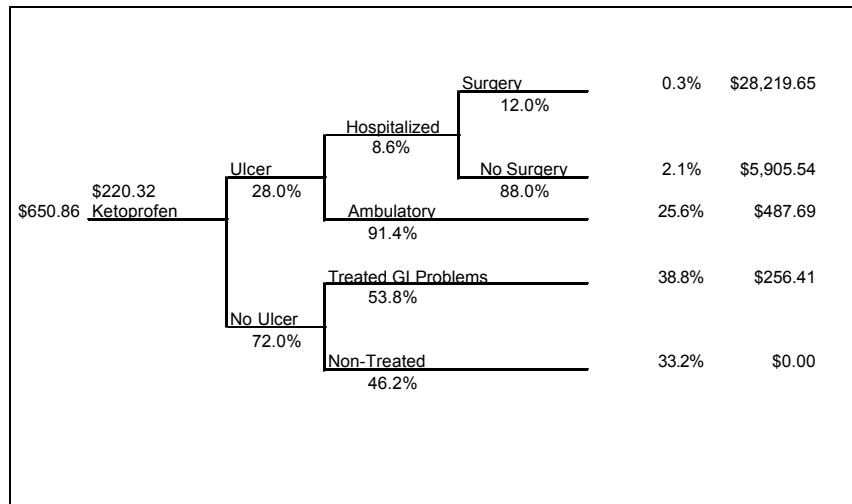 Surgery 0.3% $28,219.65
12.0%
Hospitalized
8.6%
Ulcer No Surgery 2.1% $5,905.54
$220.32 28.0% 88.0%
$650.86 Ketoprofen Ambulatory 25.6% $487.69
91.4%
Treated GI Problems 38.8% $256.41
53.8%
No Ulcer
72.0%
Non-Treated 33.2% $0.00
46.2%